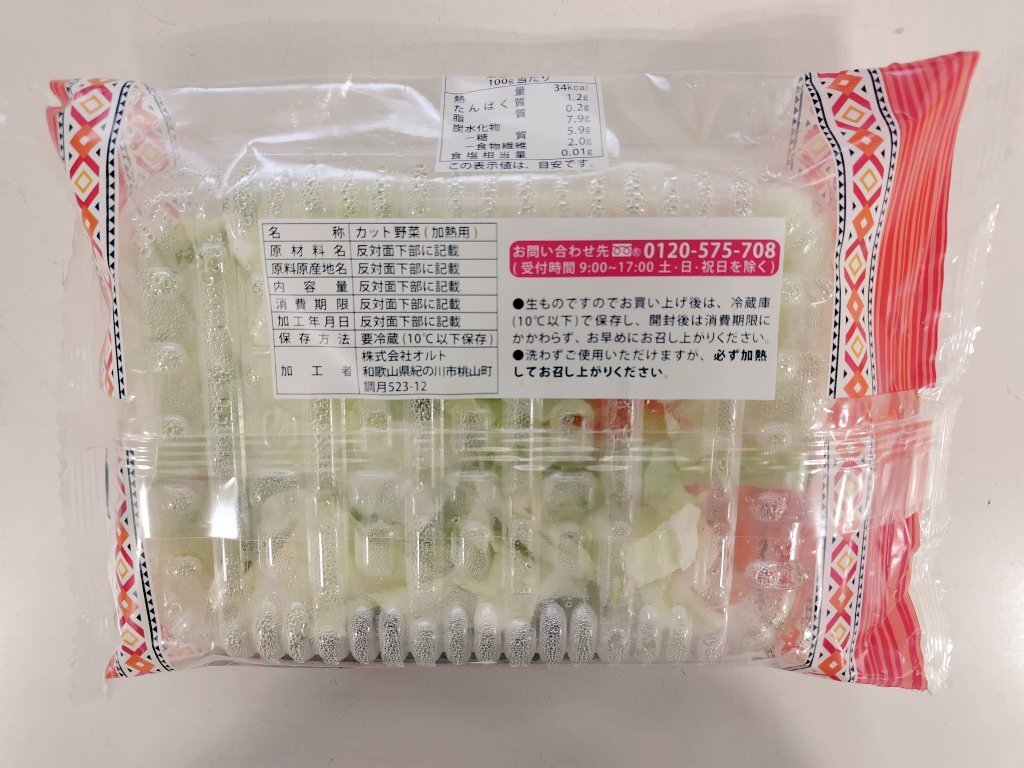 100g当たり
熱 量 34kcal
たんぱく質 1.2g
脂 質 0.2g
炭水化物 7.9g
－糖 質 5.9g
－食物繊維 2.0g
食塩相当量 0.01g
この表示値は、目安です。
名 称 カット野菜(加熱用)
原材料名 反対面下部に記載
原料原産地名 反対面下部に記載
内容量 反対面下部に記載
消費期限 反対面下部に記載
加工年月日 反対面下部に記載
保存方法 要冷蔵(10℃以下保存)
加工者 株式会社オルト
和歌山県紀の川市桃山町
調月523-12
お問い合わせ先 ® 0120-575-708
(受付時間 9:00~17:00 土・日・祝日を除く)
●生ものですのでお買い上げ後は、冷蔵庫
(10℃以下)で保存し、開封後は消費期限に
かかわらず、お早めにお召し上がりください。
●洗わずご使用いただけますが、必ず加熱
してお召し上がりください。